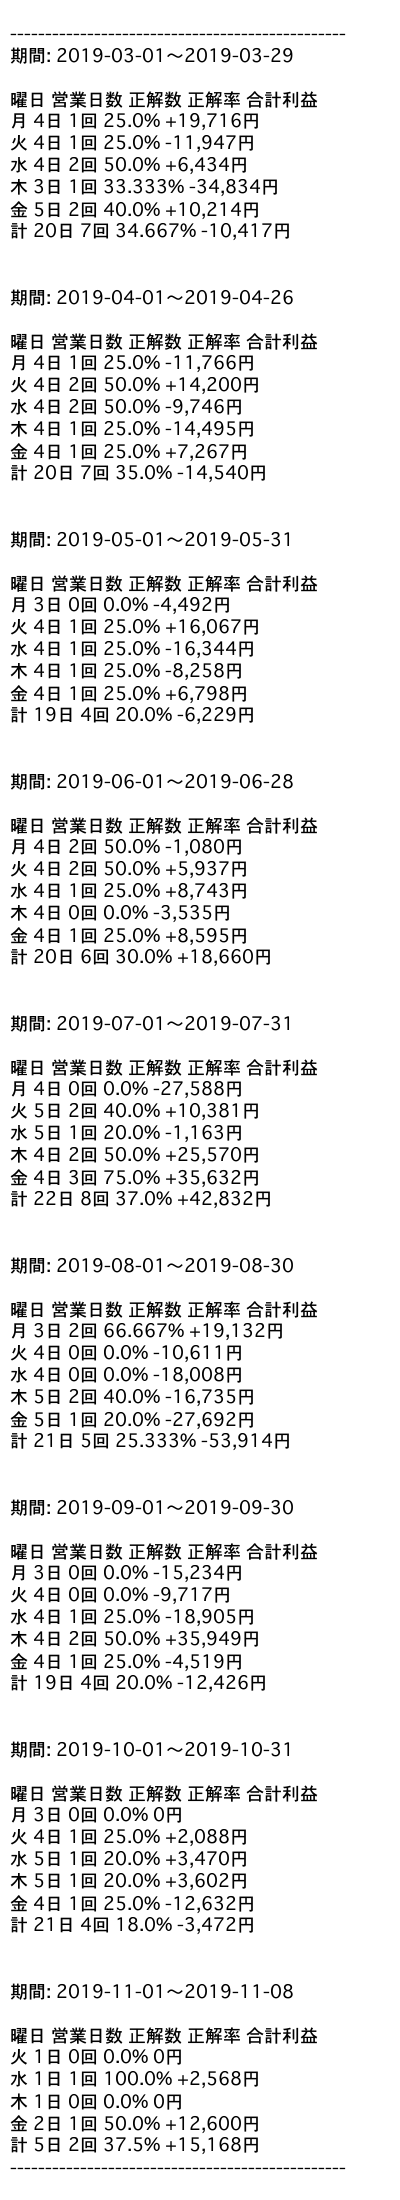 ------------------------------------------------
期間: 2019-03-01〜2019-03-29
曜日 営業日数 正解数 正解率 合計利益
月 4日 1回 25.0% +19,716円
火 4日 1回 25.0% -11,947円
水 4日 2回 50.0% +6,434円
木 3日 1回 33.333% -34,834円
金 5日 2回 40.0% +10,214円
計 20日 7回 34.667% -10,417円
期間: 2019-04-01〜2019-04-26
曜日 営業日数 正解数 正解率 合計利益
月 4日 1回 25.0% -11,766円
火 4日 2回 50.0% +14,200円
水 4日 2回 50.0% -9,746円
木 4日 1回 25.0% -14,495円
金 4日 1回 25.0% +7,267円
計 20日 7回 35.0% -14,540円
期間: 2019-05-01〜2019-05-31
曜日 営業日数 正解数 正解率 合計利益
月 3日 0回 0.0% -4,492円
火 4日 1回 25.0% +16,067円
水 4日 1回 25.0% -16,344円
木 4日 1回 25.0% -8,258円
金 4日 1回 25.0% +6,798円
計 19日 4回 20.0% -6,229円
期間: 2019-06-01〜2019-06-28
曜日 営業日数 正解数 正解率 合計利益
月 4日 2回 50.0% -1,080円
火 4日 2回 50.0% +5,937円
水 4日 1回 25.0% +8,743円
木 4日 0回 0.0% -3,535円
金 4日 1回 25.0% +8,595円
計 20日 6回 30.0% +18,660円
期間: 2019-07-01〜2019-07-31
曜日 営業日数 正解数 正解率 合計利益
月 4日 0回 0.0% -27,588円
火 5日 2回 40.0% +10,381円
水 5日 1回 20.0% -1,163円
木 4日 2回 50.0% +25,570円
金 4日 3回 75.0% +35,632円
計 22日 8回 37.0% +42,832円
期間: 2019-08-01〜2019-08-30
曜日 営業日数 正解数 正解率 合計利益
月 3日 2回 66.667% +19,132円
火 4日 0回 0.0% -10,611円
水 4日 0回 0.0% -18,008円
木 5日 2回 40.0% -16,735円
金 5日 1回 20.0% -27,692円
計 21日 5回 25.333% -53,914円
期間: 2019-09-01〜2019-09-30
曜日 営業日数 正解数 正解率 合計利益
月 3日 0回 0.0% -15,234円
火 4日 0回 0.0% -9,717円
水 4日 1回 25.0% -18,905円
木 4日 2回 50.0% +35,949円
金 4日 1回 25.0% -4,519円
計 19日 4回 20.0% -12,426円
期間: 2019-10-01〜2019-10-31
曜日 営業日数 正解数 正解率 合計利益
月 3日 0回 0.0% 0円
火 4日 1回 25.0% +2,088円
水 5日 1回 20.0% +3,470円
木 5日 1回 20.0% +3,602円
金 4日 1回 25.0% -12,632円
計 21日 4回 18.0% -3,472円
期間: 2019-11-01〜2019-11-08
曜日 営業日数 正解数 正解率 合計利益
火 1日 0回 0.0% 0円
水 1日 1回 100.0% +2,568円
木 1日 0回 0.0% 0円
金 2日 1回 50.0% +12,600円
計 5日 2回 37.5% +15,168円
------------------------------------------------